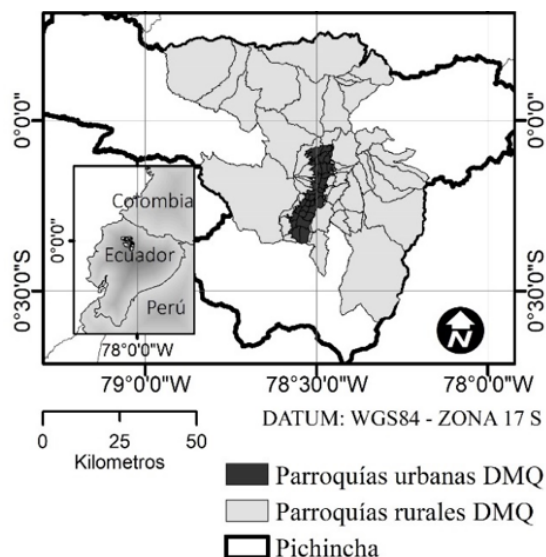 0°0'0"
0°0'0"
Colombia
0°0'0"
Ecuador
Perú
78°0'0"W
0°30'0"S
0°30'0"S
N
79°0'0"W
78°30'0"W
78°0'0"W
DATUM: WGS84 - ZONA 17 S
0
25
50
Kilometros
Parroquías urbanas DMQ
Parroquías rurales DMQ
Pichincha